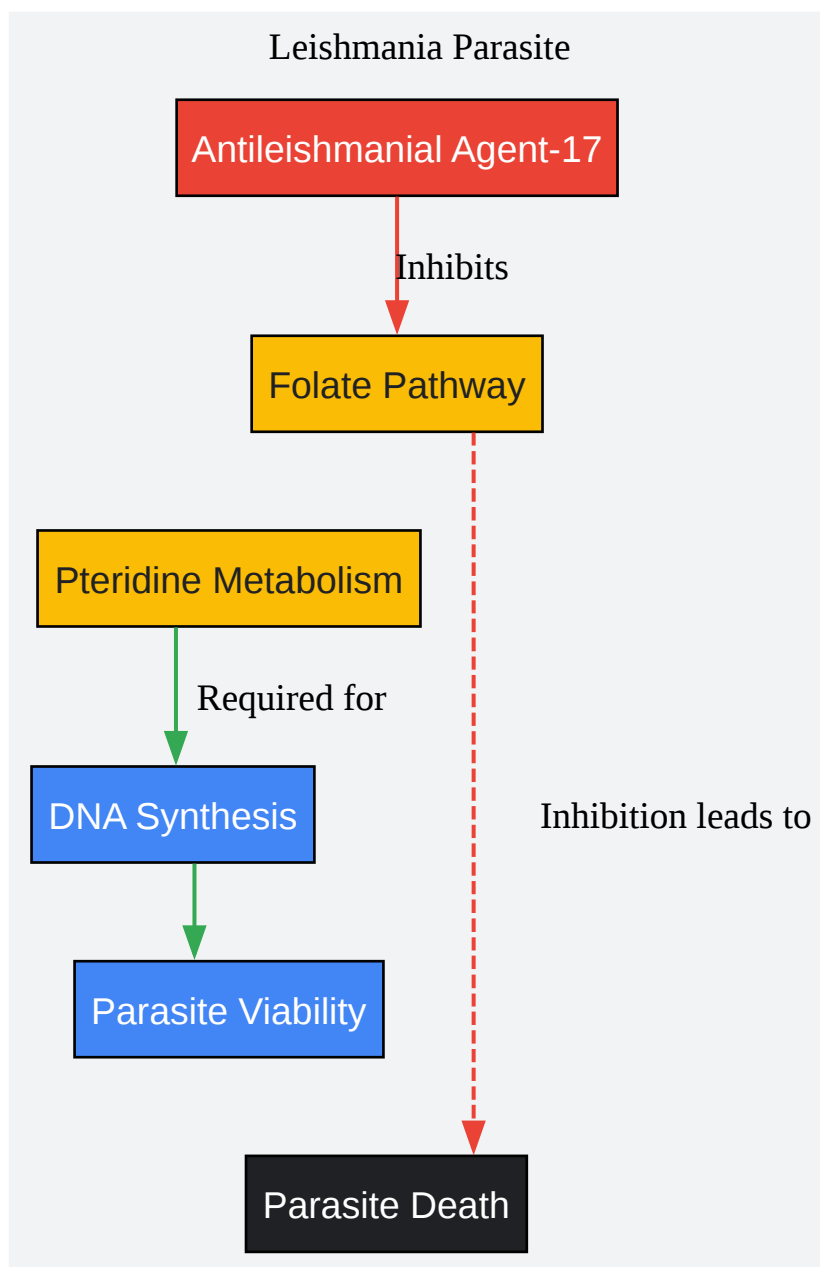 Leishmania Parasite
Antileishmanial Agent-17
Inhibits
Folate Pathway
Pteridine Metabolism
Required for
DNA Synthesis
Inhibition leads to
Parasite Viability
Parasite Death